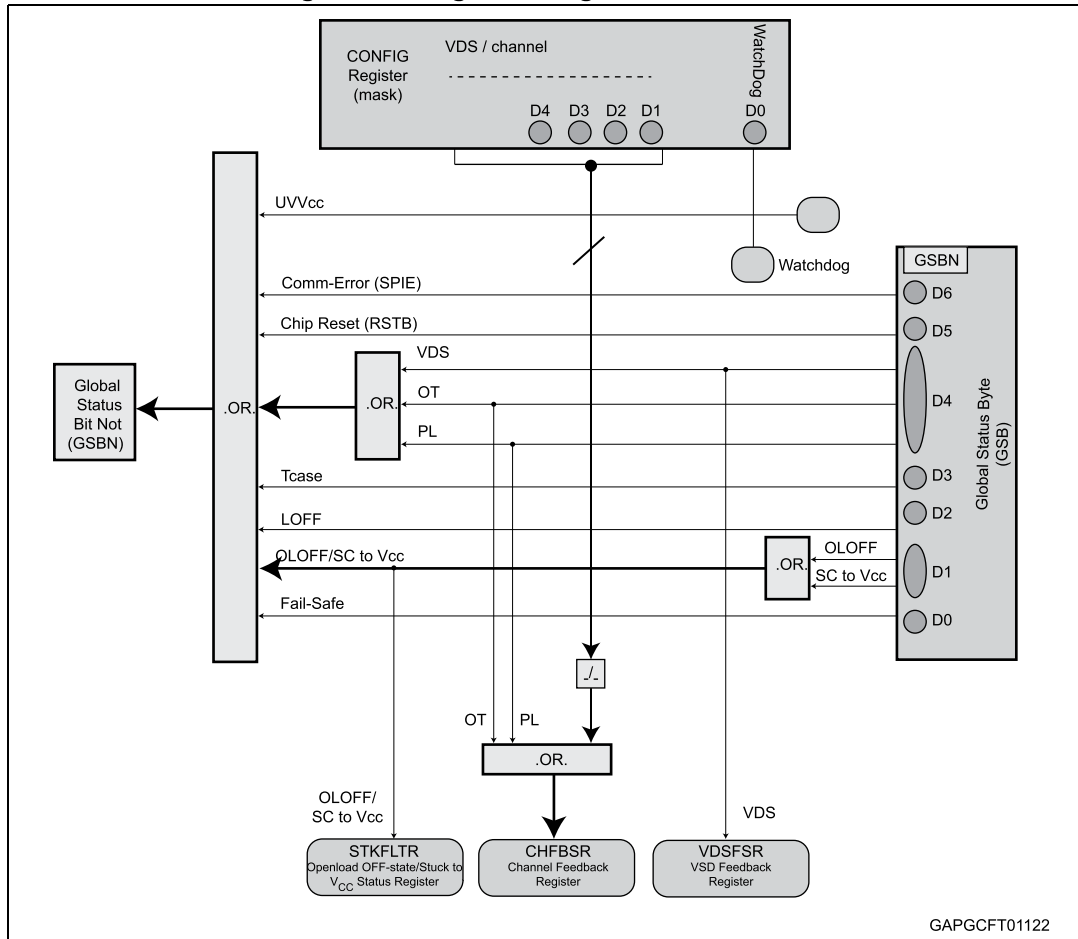 CONFIG
Register
(mask)
VDS / channel
WatchDog
D4 D3 D2 D1 D0
UVVcc
Watchdog
GSBN
Comm-Error (SPIE)
D6
Chip Reset (RSTB)
D5
VDS
Global
Status
Bit Not
(GSBN)
.OR.
.OR.
OT
D4
PL
Global Status Byte
(GSB)
Tcase
D3
LOFF
D2
OLOFF/SC to Vcc
.OR.
OLOFF
SC to Vcc
D1
Fail-Safe
D0
-/-
OT PL
.OR.
OLOFF/
SC to Vcc
VDS
STKFLTR
Openload OFF-state/Stuck to
VCC Status Register
CHFBSR
Channel Feedback
Register
VDSFSR
VSD Feedback
Register
GAPGCFT01122